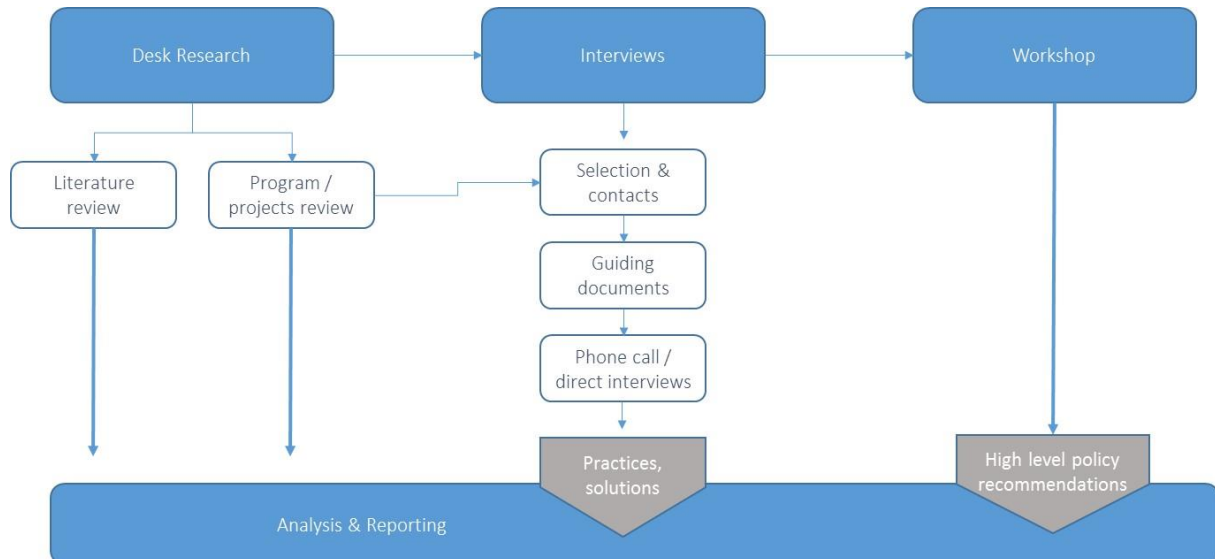 Desk Research
Interviews
Workshop
Literature
review
Program /
projects review
Selection &
contacts
Guiding
documents
Phone call /
direct interviews
Practices,
solutions
High level policy
recommendations
Analysis & Reporting